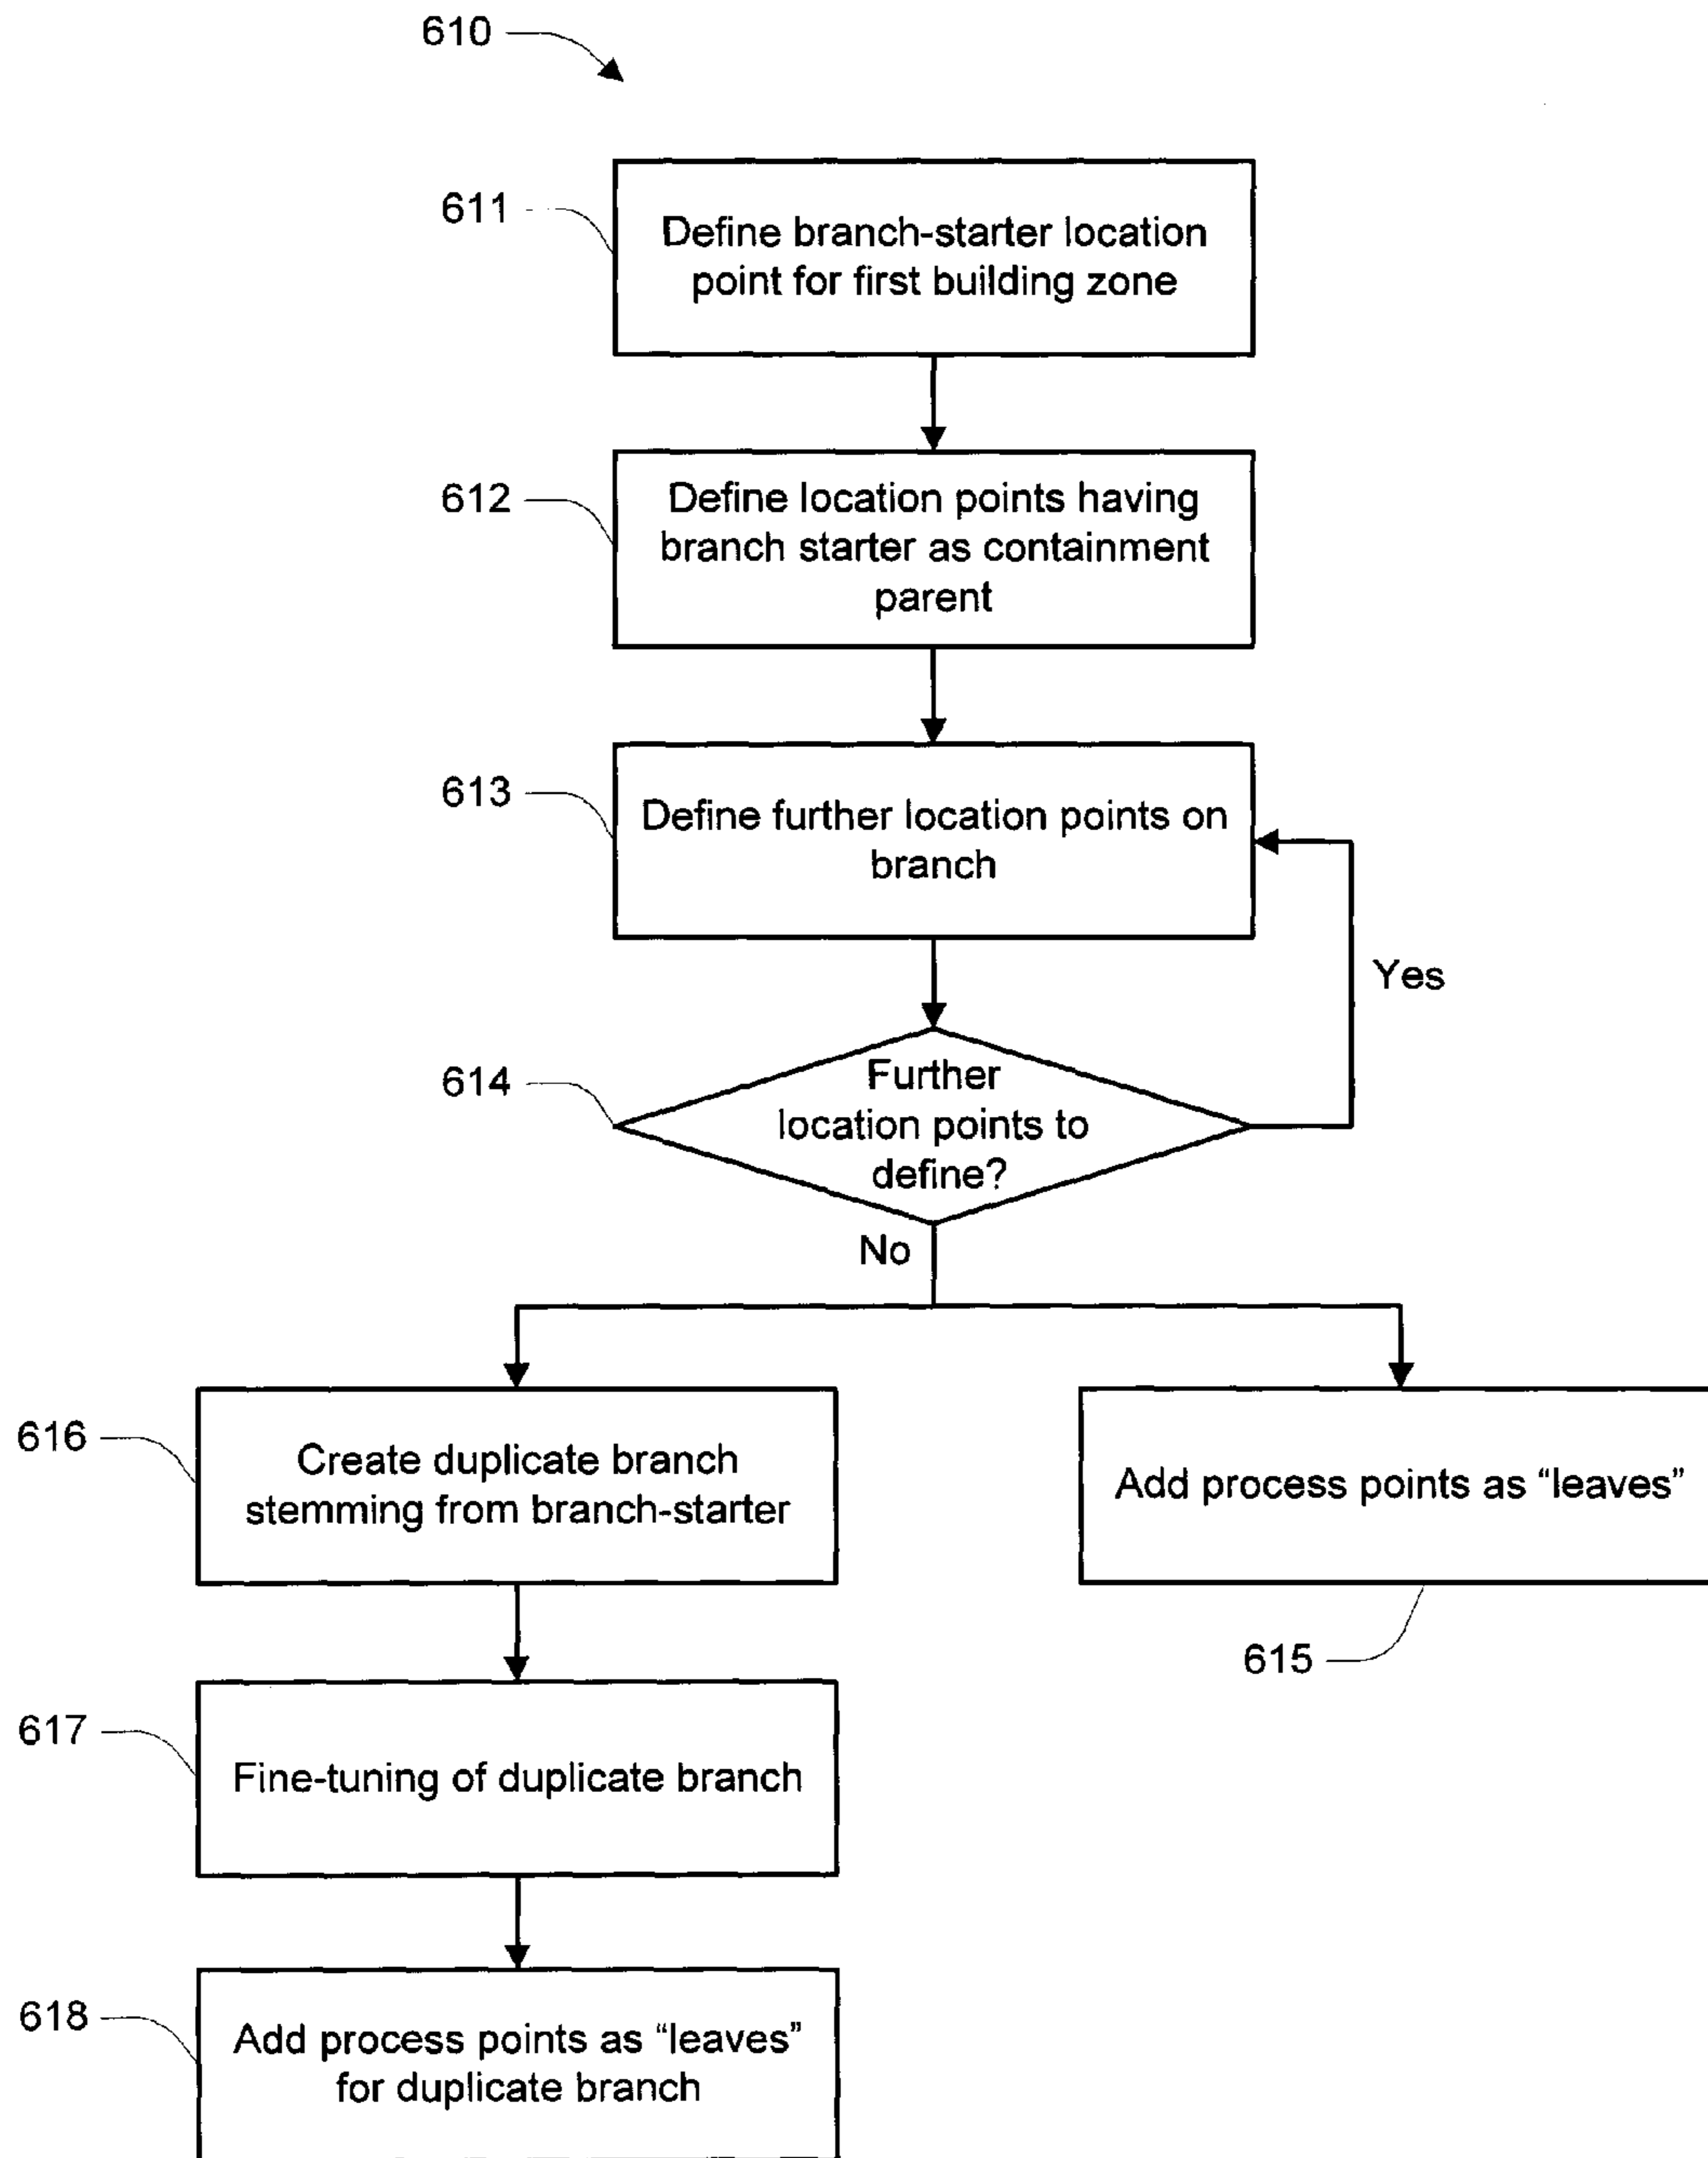 610
611
Define branch-starter location
point for first building zone
612
Define location points having
branch starter as containment
parent
613
Define further location points on
branch
Yes
614
Further
location points to
define?
No
616
Create duplicate branch
stemming from branch-starter
Add process points as “leaves”
615
617
Fine-tuning of duplicate branch
618
Add process points as “leaves”
for duplicate branch